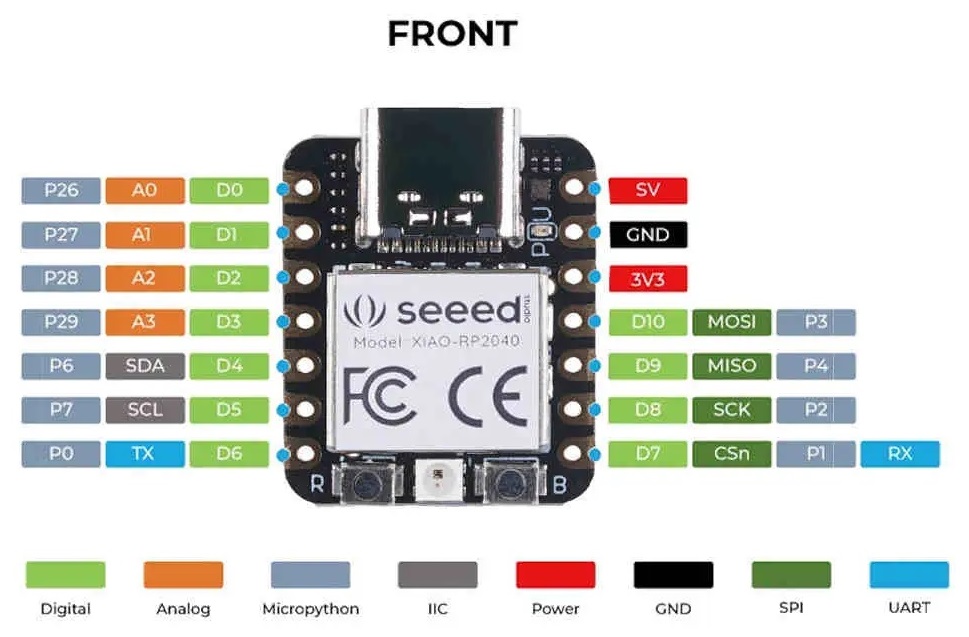 FRONT
P26 A0 D0 5V
P27 A1 D1 GND
P28 A2 D2 3V3
P29 A3 D3 D10 MOSI P3
P6 SDA D4 D9 MISO P4
P7 SCL D5 D8 SCK P2
P0 TX D6 D7 CSn P1 RX
seeed studio
Model: XIAO-RP2040
FC CE
R B
Digital Analog Micropython IIC Power GND SPI UART